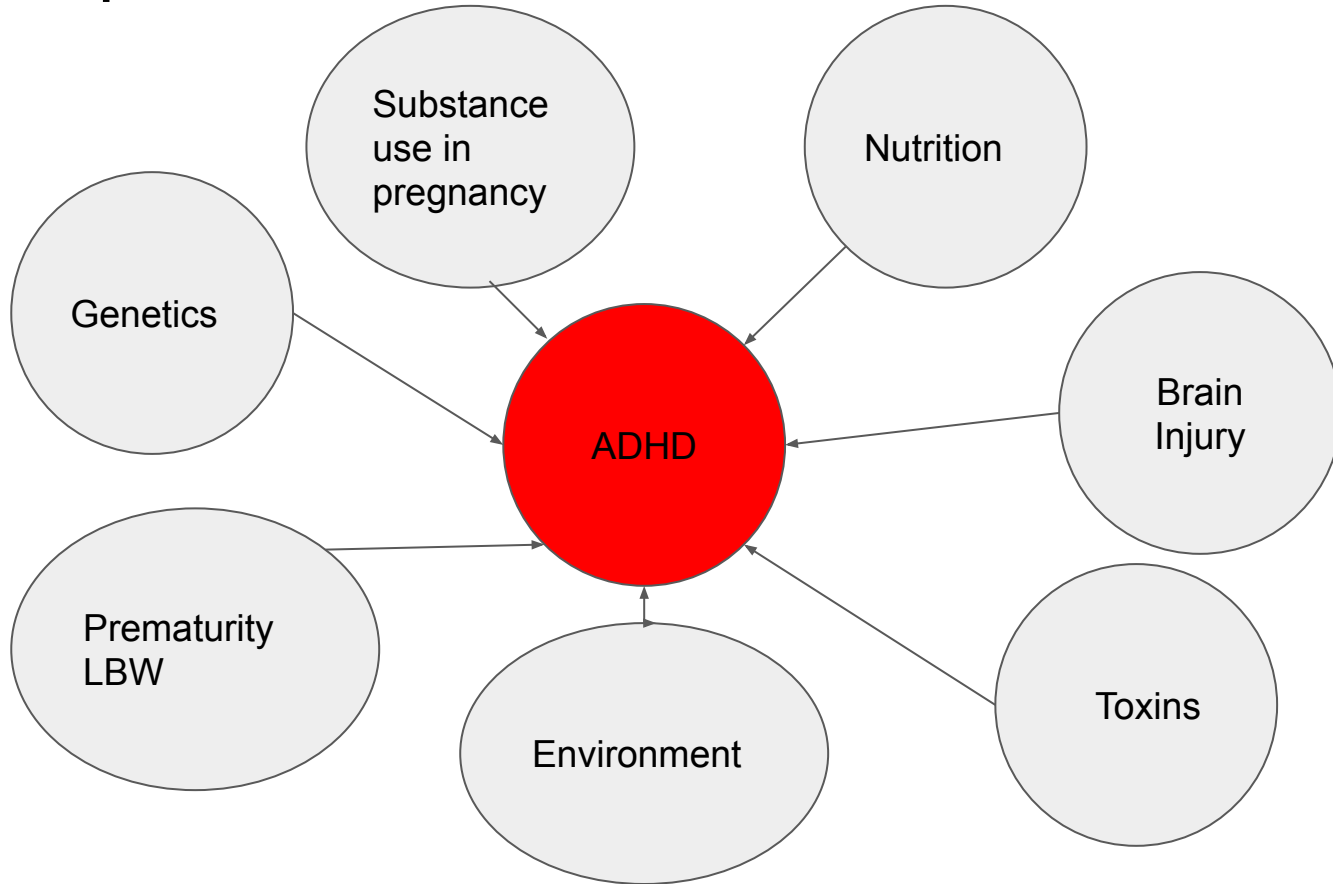 Substance
use in
pregnancy
Nutrition
Genetics
Brain
Injury
ADHD
Prematurity
LBW
Toxins
Environment